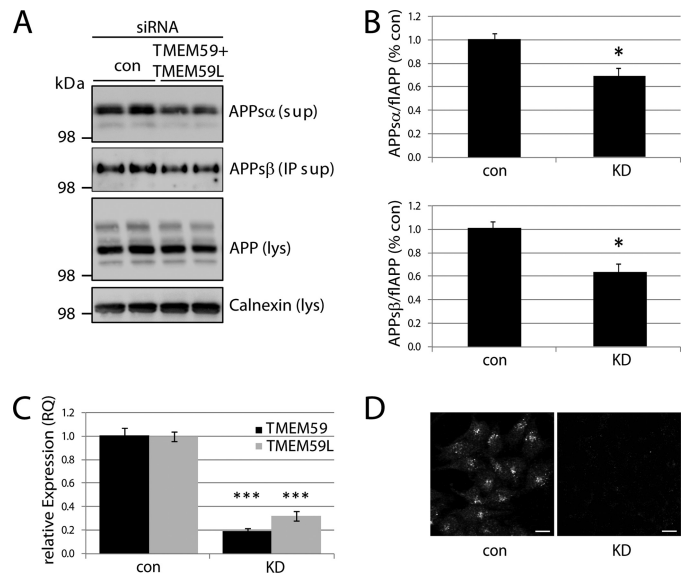 A
siRNA
con
TMEM59+
TMEM59L
kDa
APPsα (sup)
98
APPsβ (IP sup)
98
APP (lys)
98
Calnexin (lys)
98
B
APPsα/flAPP (% con)
1.2
1.0
0.8
0.6
0.4
0.2
0.0
*
con
KD
APPsβ/flAPP (% con)
1.2
1.0
0.8
0.6
0.4
0.2
0.0
*
con
KD
C
relative Expression (RQ)
1.2
1.0
0.8
0.6
0.4
0.2
0.0
TMEM59
TMEM59L
*** ***
con
KD
D
con
KD